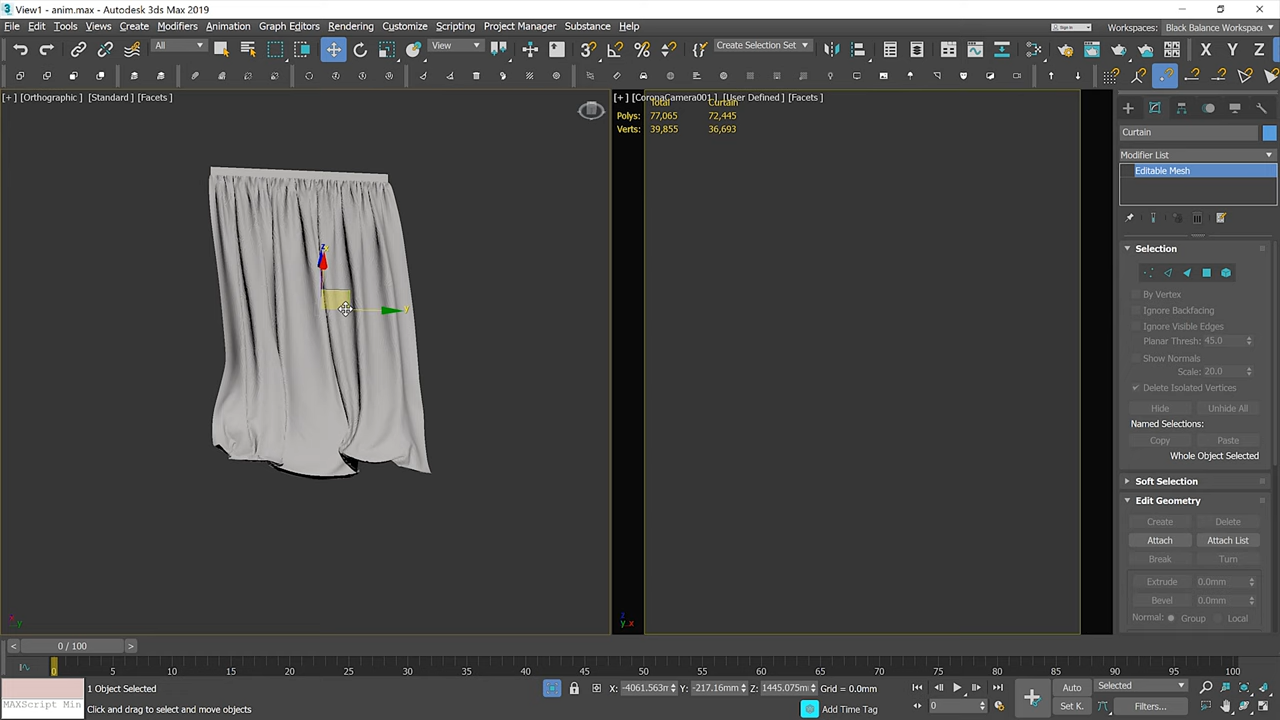 View1 - anim.max - Autodesk 3ds Max 2019
File Edit Tools Views Create Modifiers Animation Graph Editors Rendering Customize Scripting Project Manager Substance Help
Sign In Workspaces: Black Balance Workspac
All View Create Selection Set X Y Z
[+] [Orthographic] [Standard] [Facets]
[+] [CoronaCamera001] [User Defined] [Facets]
Total Curtain
Polys: 77,065 72,445
Verts: 39,855 36,693
z
y
x y
z
y x
Curtain
Modifier List
Editable Mesh
Selection
By Vertex
Ignore Backfacing
Ignore Visible Edges
Planar Thresh: 45.0
Show Normals
Scale: 20.0
Delete Isolated Vertices
Hide Unhide All
Named Selections:
Copy Paste
Whole Object Selected
Soft Selection
Edit Geometry
Create Delete
Attach Attach List
Break Turn
Extrude 0.0mm
Bevel 0.0mm
Normal: Group Local
< 0 / 100 >
0 5 10 15 20 25 30 35 40 45 50 55 60 65 70 75 80 85 90 95 100
1 Object Selected X: -4061.563m Y: -217.16mm Z: 1445.075m Grid = 0.0mm Auto Selected
MAXScript Min Click and drag to select and move objects Add Time Tag 0 Set K. Filters...